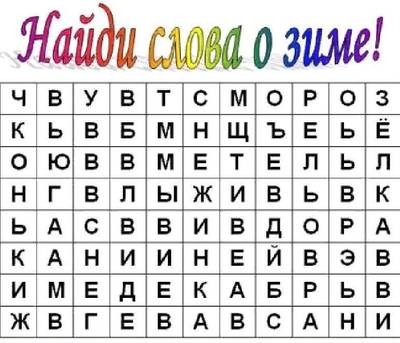 Найди слова о зиме!
Ч В У В Т С М О Р О З
К Ь В Б М Н Щ Ъ Е Ь Ё
О Ю В В М Е Т Е Л Ь Л
Н Г В Л Ы Ж И В Ь В К
Ь А С В В И В Д О Р А
К А Н И И Н Е Й В Э В
И М Е Д Е К А Б Р Ь В
Ж В Г Е В А В С А Н И